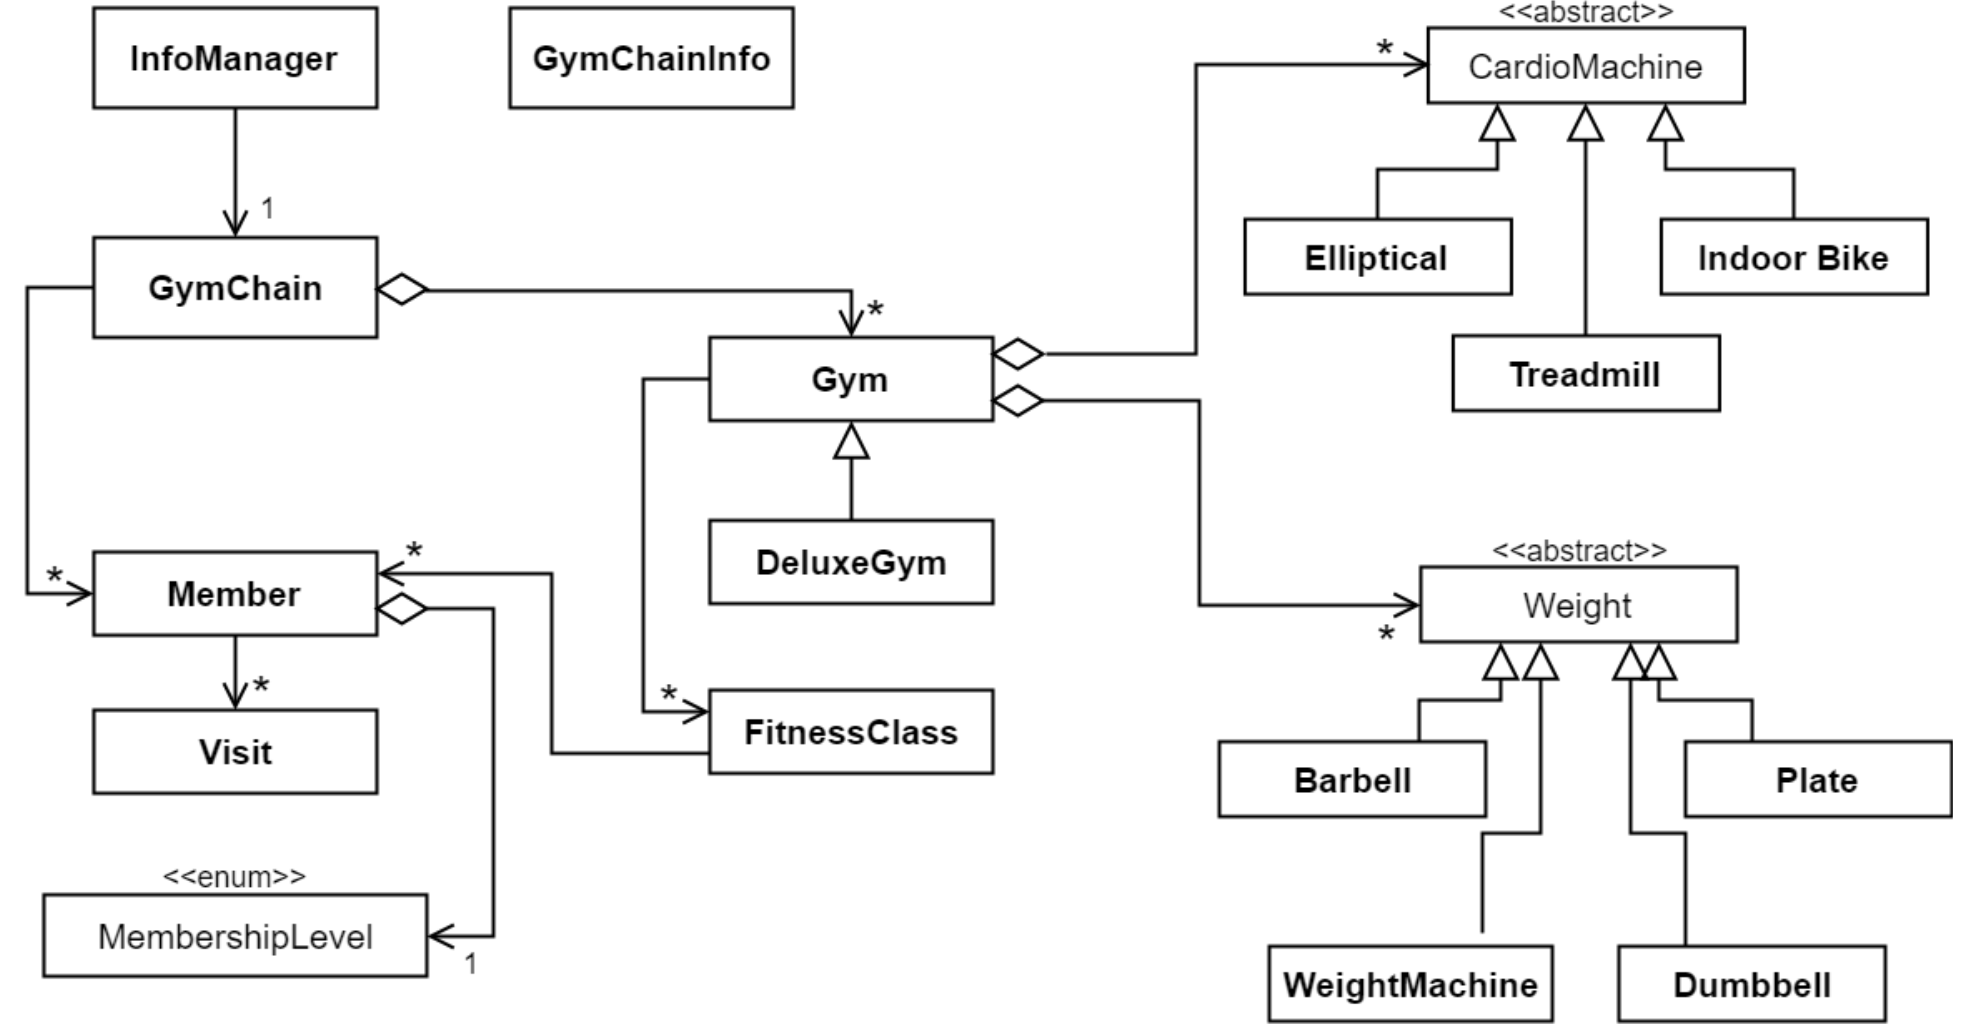 <<abstract>>
InfoManager
GymChainInfo
*
CardioMachine
1
GymChain
Elliptical
Indoor Bike
*
Gym
Treadmill
DeluxeGym
<<abstract>>
*
*
Member
Weight
*
*
*
Visit
FitnessClass
Barbell
Plate
<<enum>>
MembershipLevel
1
WeightMachine
Dumbbell